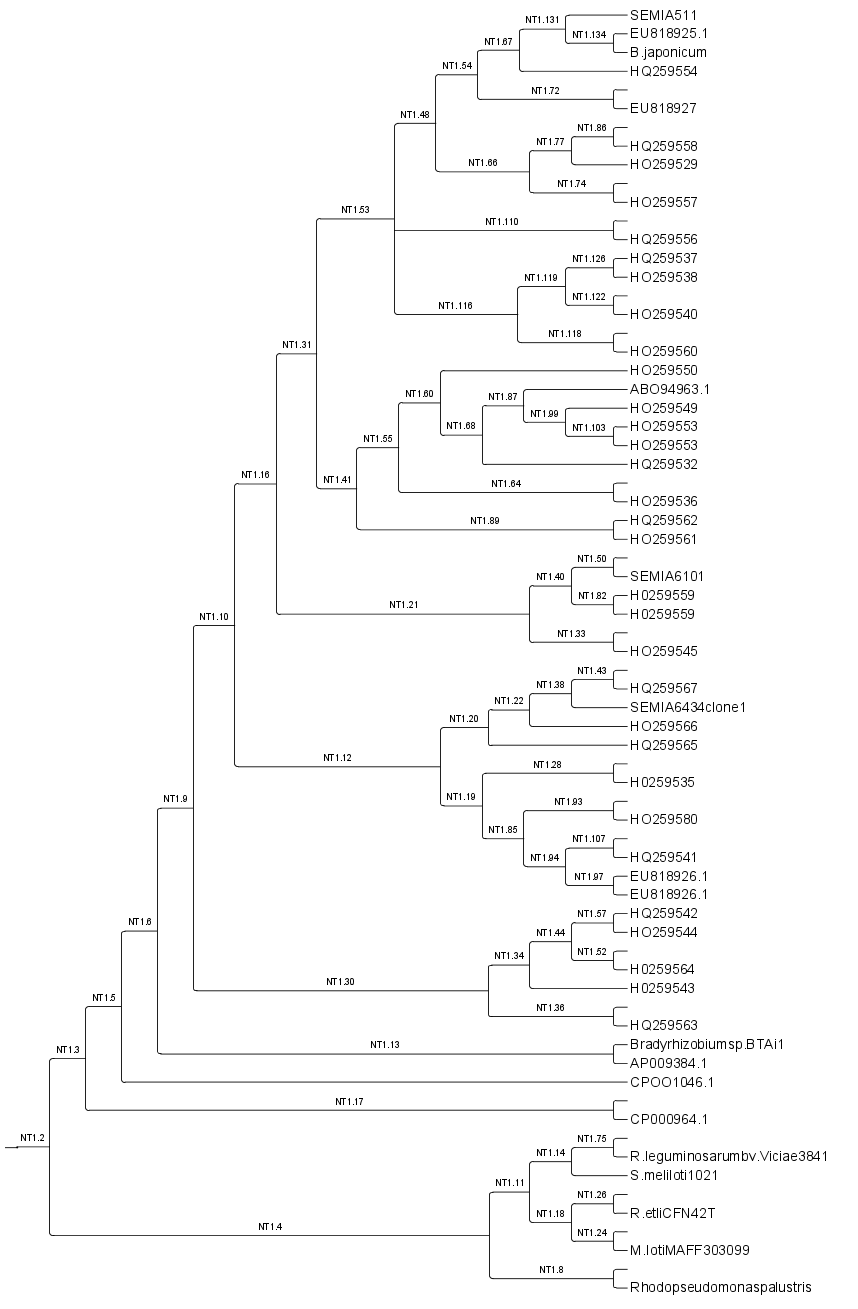 SEMIA511
NT1.131
EU818925.1
NT1.134
NT1.67
B.japonicum
NT1.54
HQ259554
NT1.72
EU818927
NT1.48
NT1.86
HQ259558
NT1.77
NT1.66
HO259529
NT1.74
HO259557
NT1.53
NT1.110
HQ259556
HQ259537
NT1.126
NT1.119
HO259538
NT1.122
NT1.116
HO259540
NT1.118
NT1.31
HO259560
HO259550
ABO94963.1
NT1.60
NT1.87
HO259549
NT1.99
NT1.68
HO259553
NT1.103
NT1.55
HO259553
HQ259532
NT1.16
NT1.41
NT1.64
HO259536
NT1.89
HQ259562
HO259561
NT1.50
NT1.40
SEMIA6101
NT1.82
H0259559
NT1.21
H0259559
NT1.10
NT1.33
HO259545
NT1.43
NT1.38
HQ259567
NT1.22
SEMIA6434clone1
NT1.20
HO259566
HQ259565
NT1.12
NT1.28
H0259535
NT1.9
NT1.19
NT1.93
HO259580
NT1.85
NT1.107
NT1.94
HQ259541
NT1.97
EU818926.1
EU818926.1
NT1.6
NT1.57
HQ259542
NT1.44
HO259544
NT1.34
NT1.52
H0259564
NT1.30
H0259543
NT1.5
NT1.36
HQ259563
NT1.3
NT1.13
Bradyrhizobiumsp.BTAi1
AP009384.1
CPOO1046.1
NT1.17
CP000964.1
NT1.2
NT1.75
NT1.14
R.leguminosarumbv.Viciae3841
S.meliloti1021
NT1.11
NT1.26
NT1.18
R.etliCFN42T
NT1.4
NT1.24
M.lotiMAFF303099
NT1.8
Rhodopseudomonaspalustris